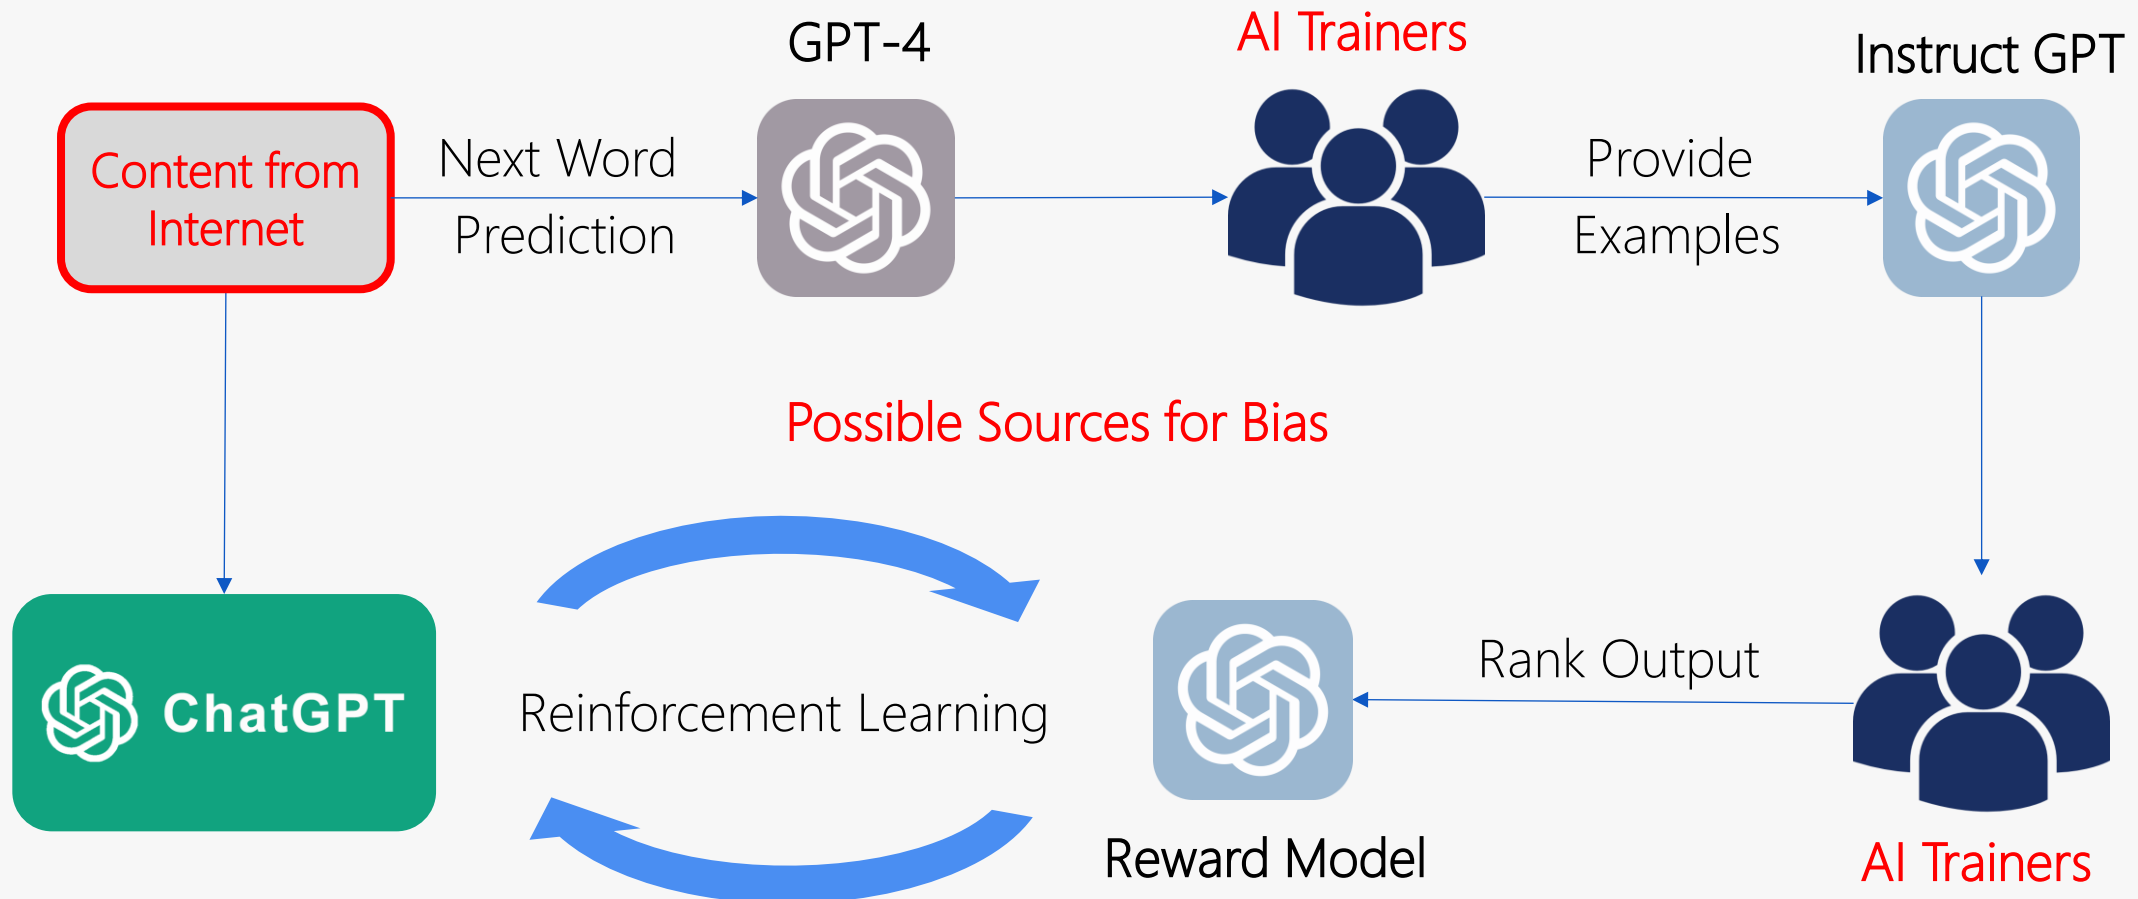 GPT-4
AI Trainers
Instruct GPT
Content from
Internet
Next Word
Prediction
Provide
Examples
Possible Sources for Bias
ChatGPT
Reinforcement Learning
Rank Output
Reward Model
AI Trainers